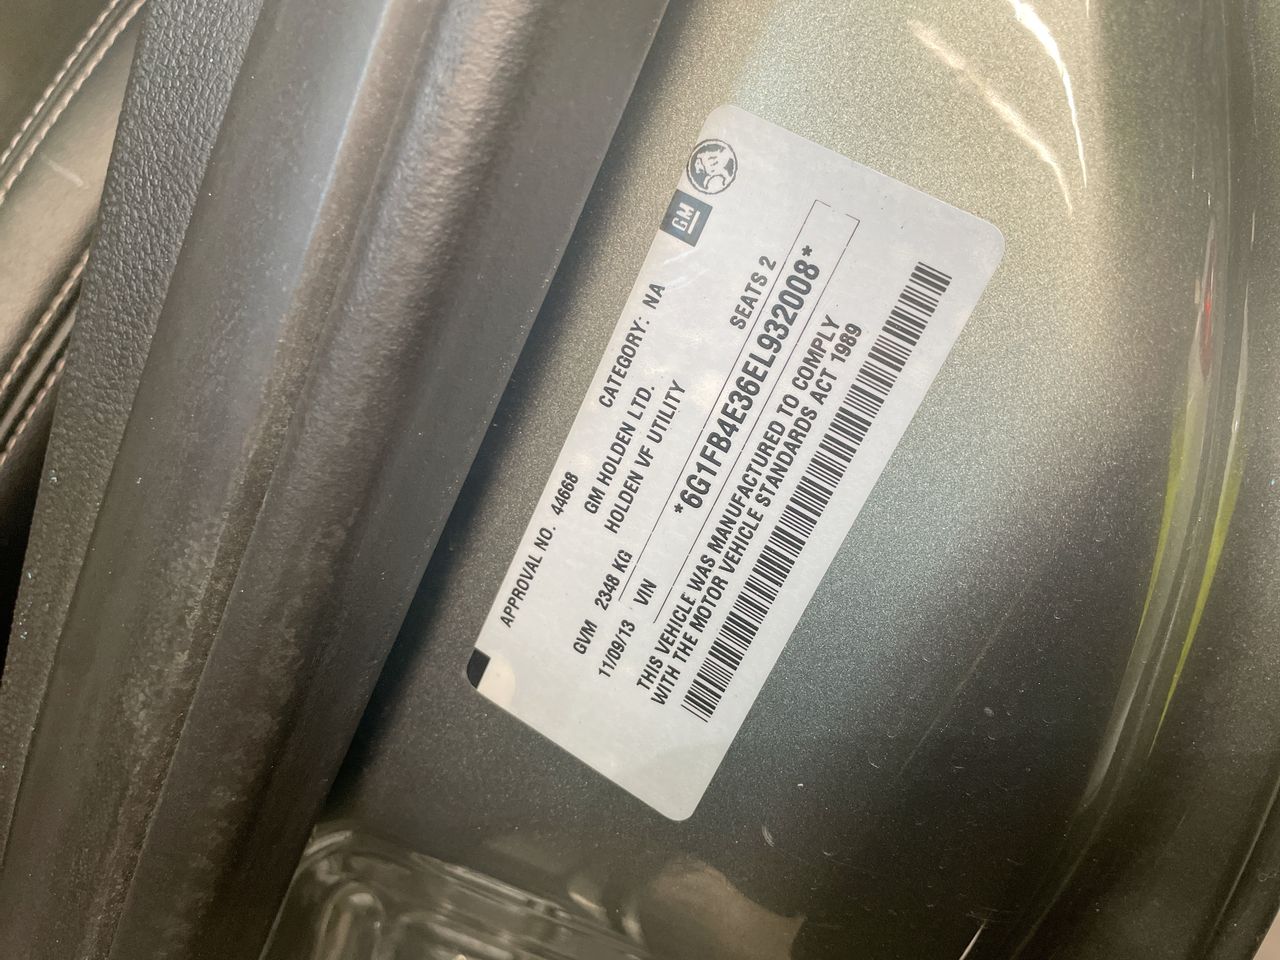 GM
APPROVAL NO. 44668 CATEGORY: NA
GM HOLDEN LTD.
HOLDEN VF UTILITY
GVM 2348 KG SEATS 2
11/09/13 VIN *6G1FB4E36EL932008*
THIS VEHICLE WAS MANUFACTURED TO COMPLY
WITH THE MOTOR VEHICLE STANDARDS ACT 1989